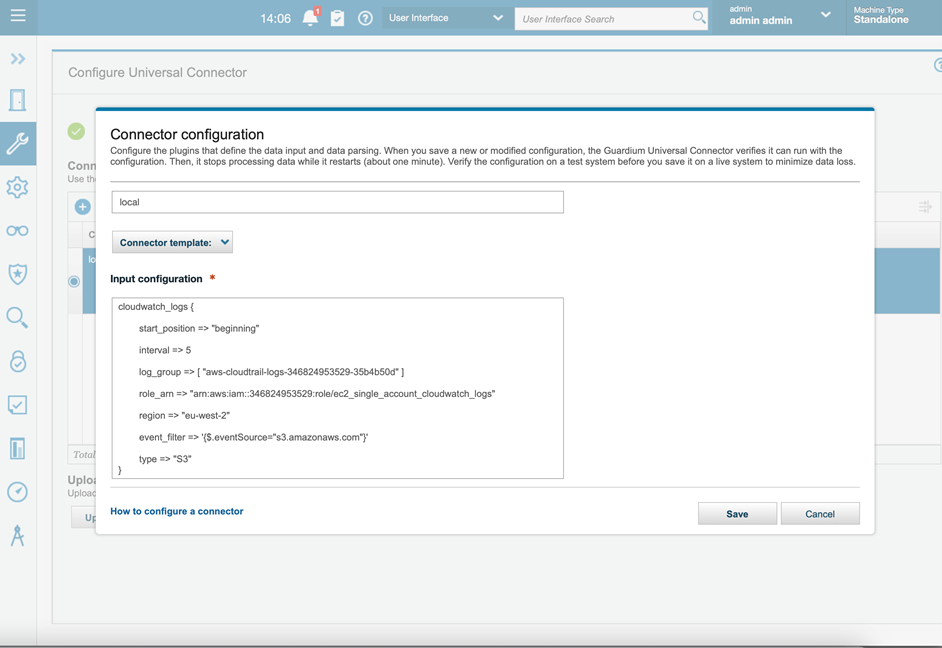 14:06
1
User Interface
User Interface Search
admin
admin admin
Machine Type
Standalone
Configure Universal Connector
Conn
Use the
C
lo
Total
Uploa
Upload
Up
Connector configuration
Configure the plugins that define the data input and data parsing. When you save a new or modified configuration, the Guardium Universal Connector verifies it can run with the
configuration. Then, it stops processing data while it restarts (about one minute). Verify the configuration on a test system before you save it on a live system to minimize data loss.
local
Connector template:
Input configuration *
cloudwatch_logs {
start_position => "beginning"
interval => 5
log_group => [ "aws-cloudtrail-logs-346824953529-35b4b50d" ]
role_arn => "arn:aws:iam::346824953529:role/ec2_single_account_cloudwatch_logs"
region => "eu-west-2"
event_filter => '{$.eventSource="s3.amazonaws.com"}'
type => "S3"
}
How to configure a connector
Save
Cancel